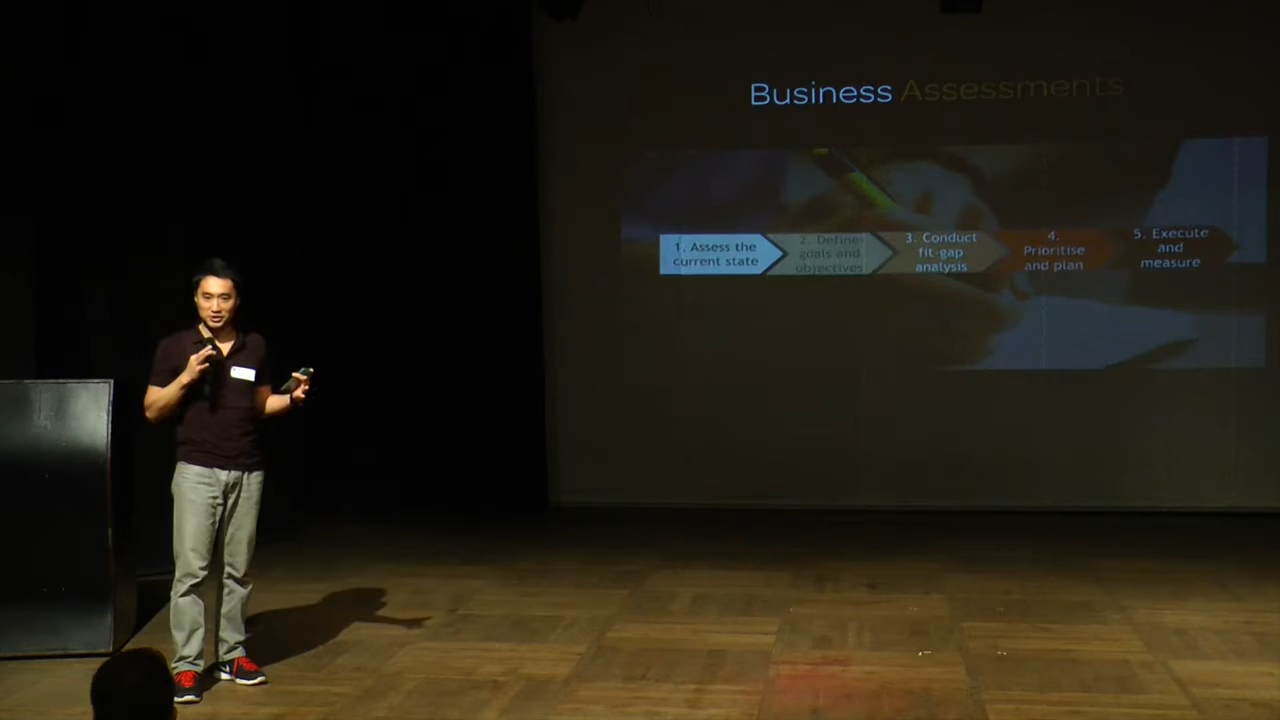 Business Assessments
1. Assess the
current state
2. Define
goals and
objectives
3. Conduct
fit-gap
analysis
4.
Prioritise
and plan
5. Execute
and
measure